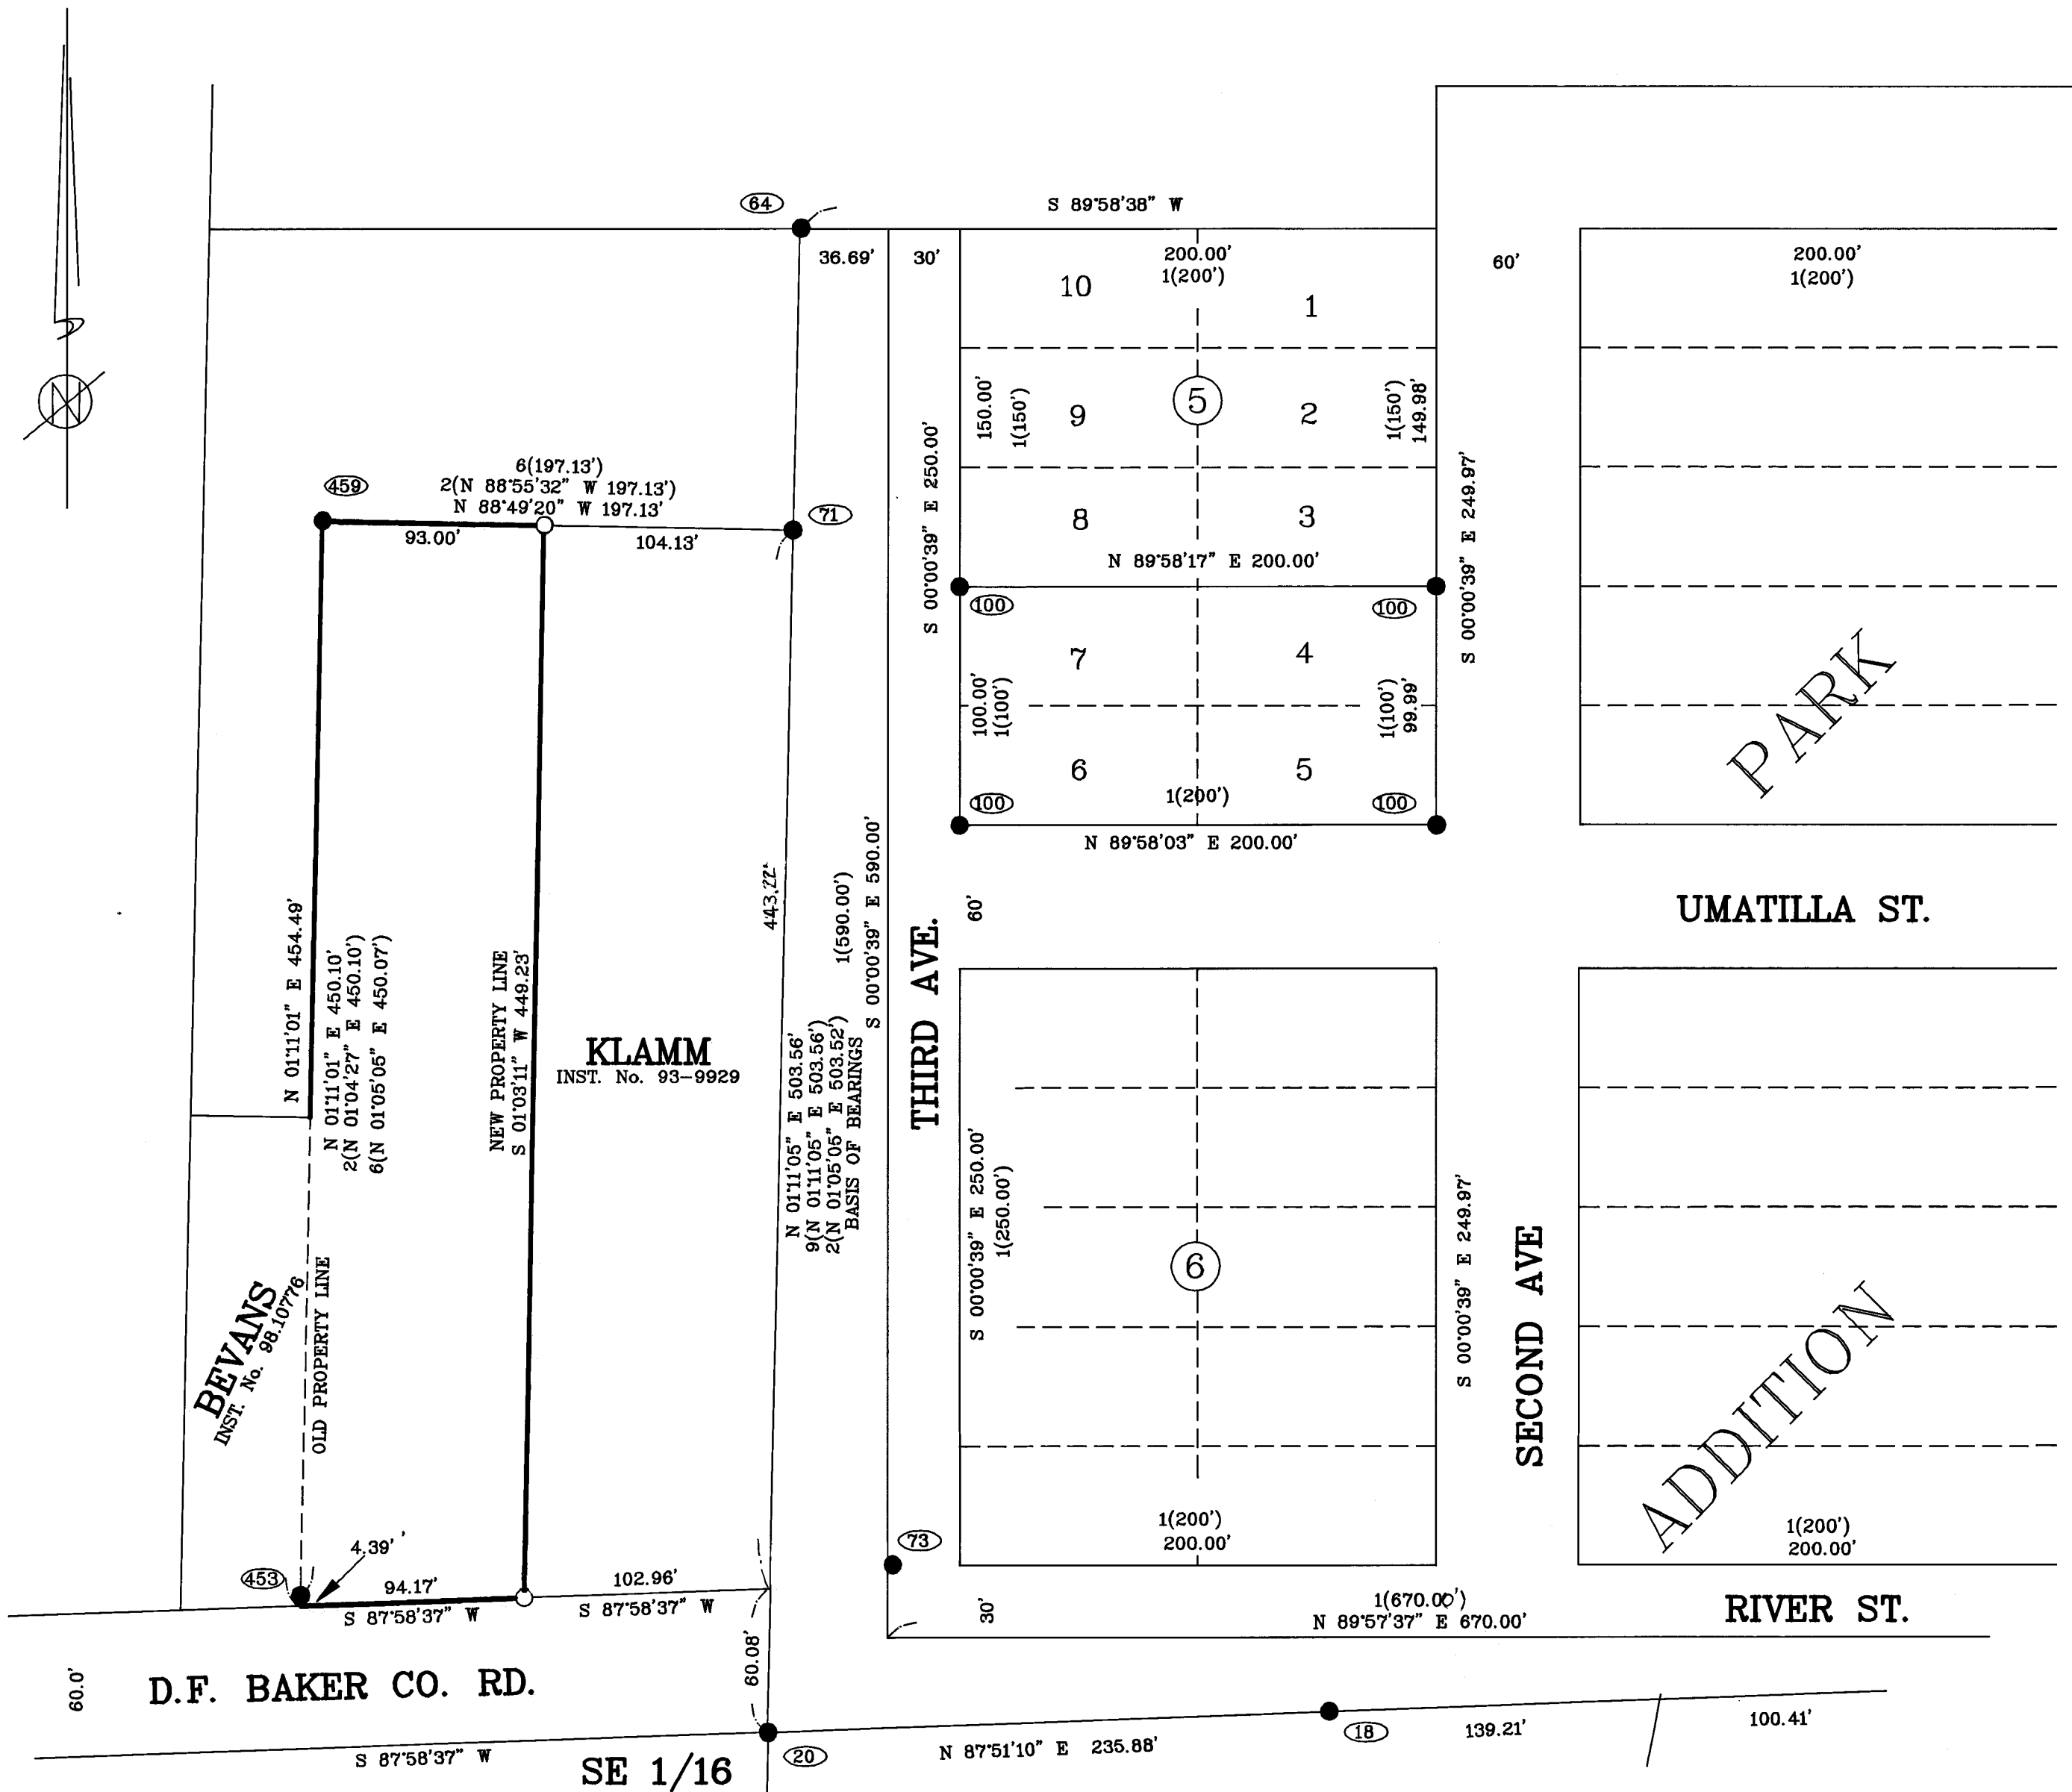 N
64
S 89°58'38" W
36.69'
30'
200.00'
1(200')
60'
200.00'
1(200')
10
1
150.00'
1(150')
9
5
2
1(150')
149.98'
8
3
S 00°00'39" E 250.00'
S 00°00'39" E 249.97'
N 89°58'17" E 200.00'
100
100
7
4
100.00'
1(100')
1(100')
99.99'
6
5
1(200')
100
100
N 89°58'03" E 200.00'
459
6(197.13')
2(N 88°55'32" W 197.13')
N 88°49'20" W 197.13'
93.00'
104.13'
71
N 01°11'01" E 454.49'
N 01°11'01" E 450.10'
2(N 01°04'27" E 450.10')
6(N 01°05'05" E 450.07')
NEW PROPERTY LINE
S 01°03'11" W 449.23'
KLAMM
INST. No. 93-9929
443.22'
N 01°11'05" E 503.56'
9(N 01°11'05" E 503.56')
2(N 01°05'05" E 503.52')
BASIS OF BEARINGS
1(590.00')
S 00°00'39" E 590.00'
THIRD AVE.
60'
UMATILLA ST.
PARK
S 00°00'39" E 250.00'
1(250.00')
6
S 00°00'39" E 249.97'
SECOND AVE
ADDITION
BEVANS
INST. No. 98.10776
OLD PROPERTY LINE
453
4.39' '
94.17'
S 87°58'37" W
102.96'
S 87°58'37" W
73
1(200')
200.00'
1(200')
200.00'
30'
1(670.00')
N 89°57'37" E 670.00'
RIVER ST.
60.0'
D.F. BAKER CO. RD.
60.08'
S 87°58'37" W
SE 1/16
20
N 87°51'10" E 235.88'
18
139.21'
100.41'